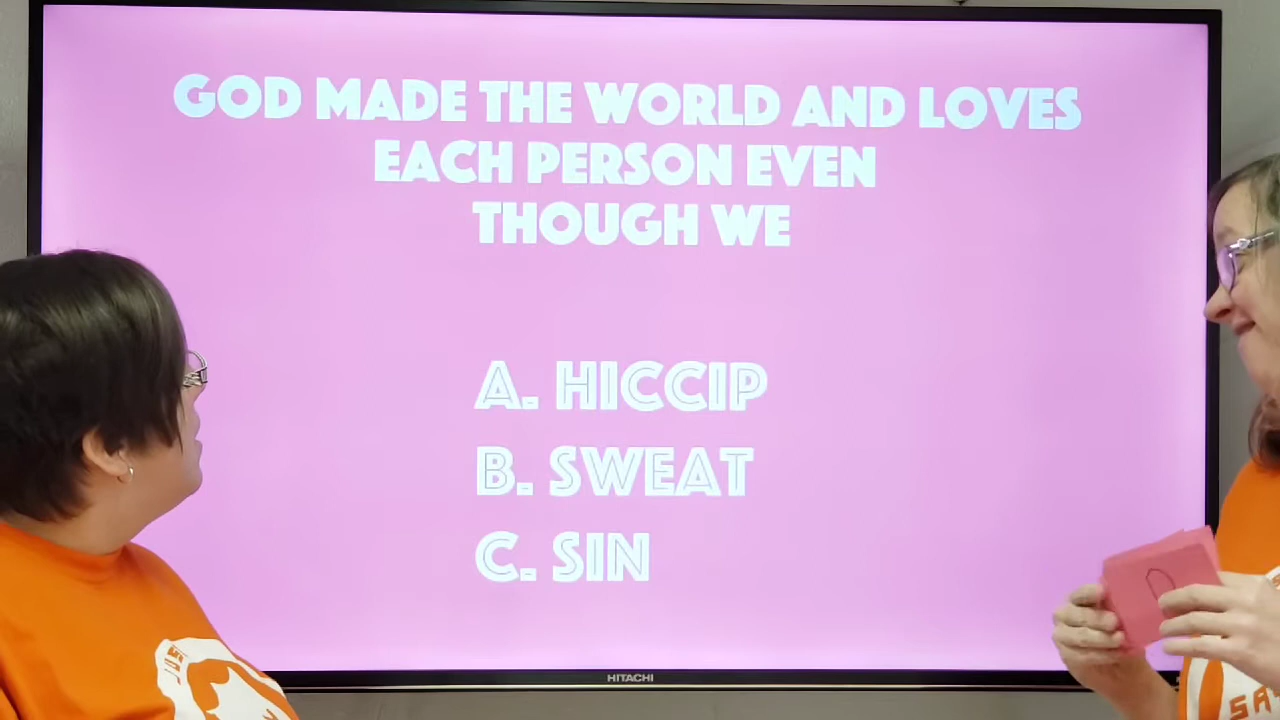 GOD MADE THE WORLD AND LOVES
EACH PERSON EVEN
THOUGH WE
A. HICCIP
B. SWEAT
C. SIN
HITACHI